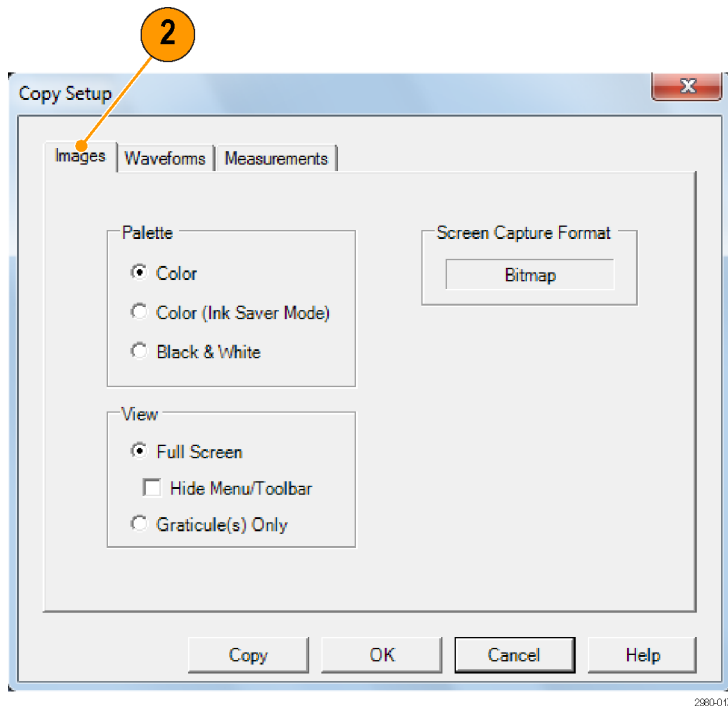 2
Copy Setup
Images Waveforms Measurements
Palette
Color
Color (Ink Saver Mode)
Black & White
Screen Capture Format
Bitmap
View
Full Screen
Hide Menu/Toolbar
Graticule(s) Only
Copy OK Cancel Help